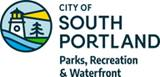 CITY OF
SOUTH
PORTLAND
Parks, Recreation
& Waterfront